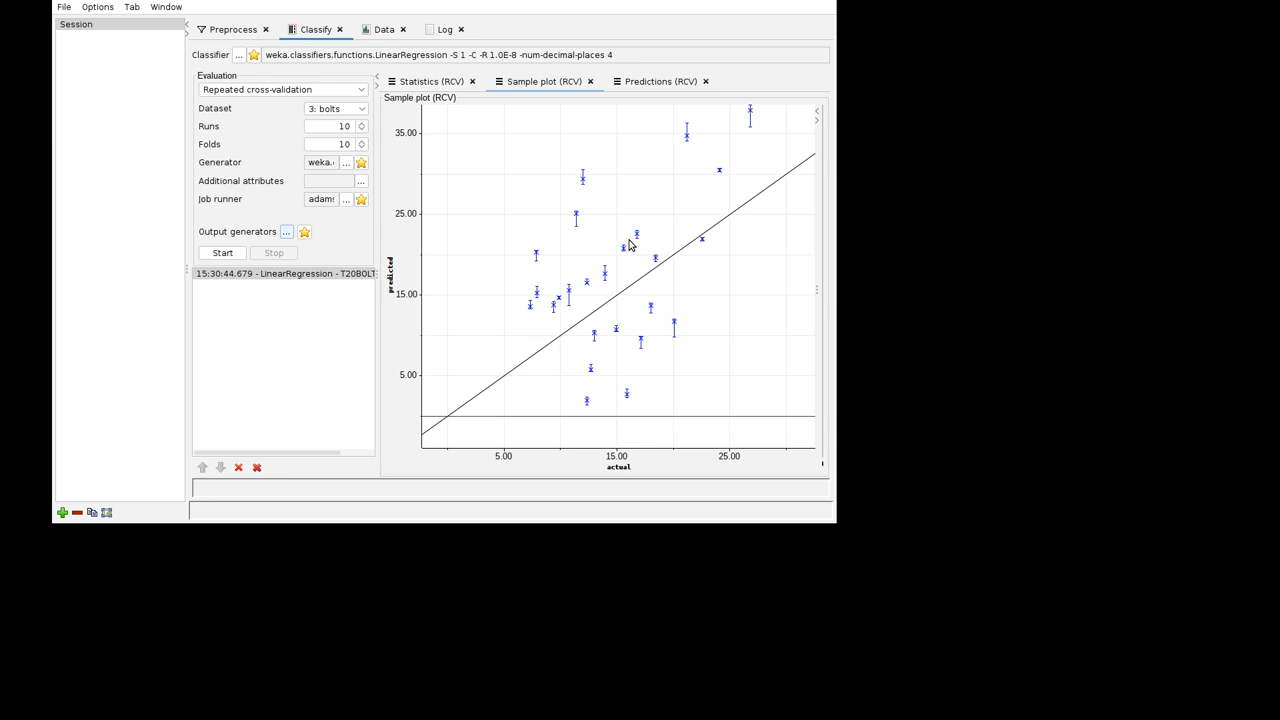 File Options Tab Window
Session
Preprocess Classify Data Log
Classifier ... weka.classifiers.functions.LinearRegression -S 1 -C -R 1.0E-8 -num-decimal-places 4
Evaluation
Repeated cross-validation
Dataset 3: bolts
Runs 10
Folds 10
Generator weka. ...
Additional attributes ...
Job runner adams ...
Output generators ...
Start Stop
15:30:44.679 - LinearRegression - T20BOLT
Statistics (RCV) Sample plot (RCV) Predictions (RCV)
Sample plot (RCV)
35.00
25.00
15.00
5.00
predicted
5.00 15.00 25.00
actual